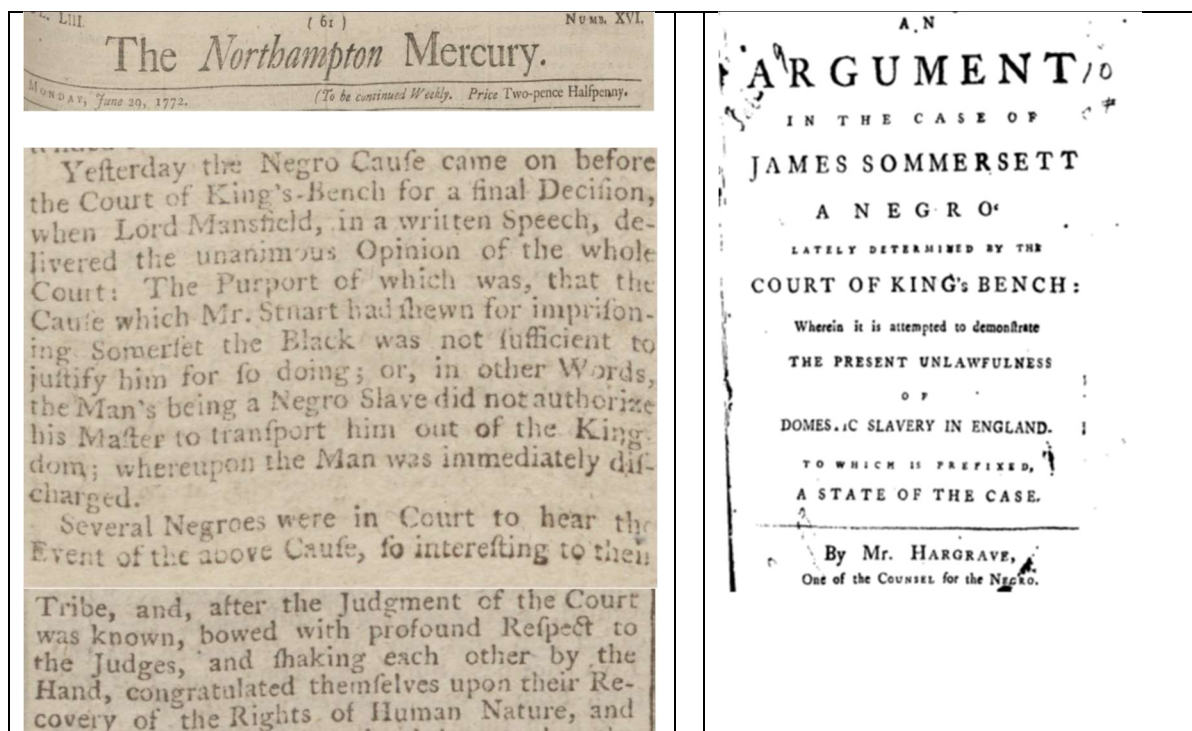 L. LIII.
( 61 )
NUMB. XVI.
The Northampton Mercury.
MONDAY, June 29, 1772.
(To be continued Weekly. Price Two-pence Halfpenny.
Yeſterday the Negro Cauſe came on before
the Court of King's-Bench for a final Deciſion,
when Lord Mansfield, in a written Speech, de-
livered the unanimous Opinion of the whole
Court: The Purport of which was, that the
Cauſe which Mr. Stuart had ſhewn for impriſon-
ing Somerſet the Black was not ſufficient to
juſtify him for ſo doing; or, in other Words,
the Man's being a Negro Slave did not authorize
his Maſter to tranſport him out of the King-
dom; whereupon the Man was immediately diſ-
charged.
Several Negroes were in Court to hear the
Event of the above Cauſe, ſo intereſting to their
Tribe, and, after the Judgment of the Court
was known, bowed with profound Reſpect to
the Judges, and ſhaking each other by the
Hand, congratulated themſelves upon their Re-
covery of the Rights of Human Nature, and
AN
ARGUMENT
IN THE CASE OF
JAMES SOMMERSETT
A NEGRO
LATELY DETERMINED BY THE
COURT OF KING's BENCH:
Wherein it is attempted to demonſtrate
THE PRESENT UNLAWFULNESS
OF
DOMES.IC SLAVERY IN ENGLAND.
TO WHICH IS PREFIXED,
A STATE OF THE CASE.
By Mr. HARGRAVE,
One of the COUNSEL for the NEGRO.